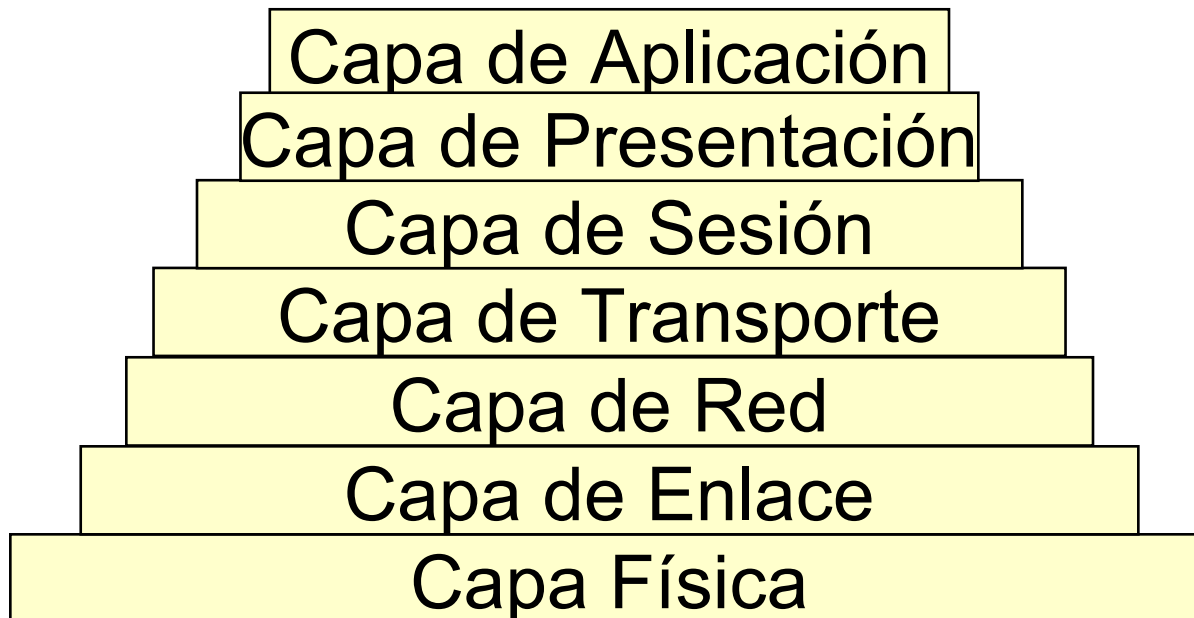 Capa de Aplicación
Capa de Presentación
Capa de Sesión
Capa de Transporte
Capa de Red
Capa de Enlace
Capa Física